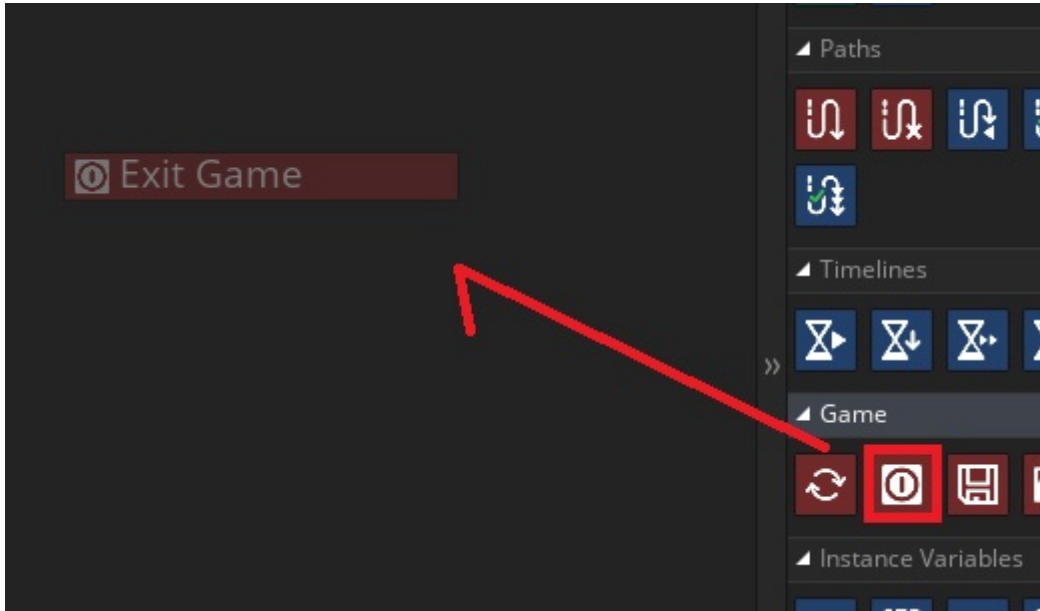 Paths
Exit Game
Timelines
Game
Instance Variables